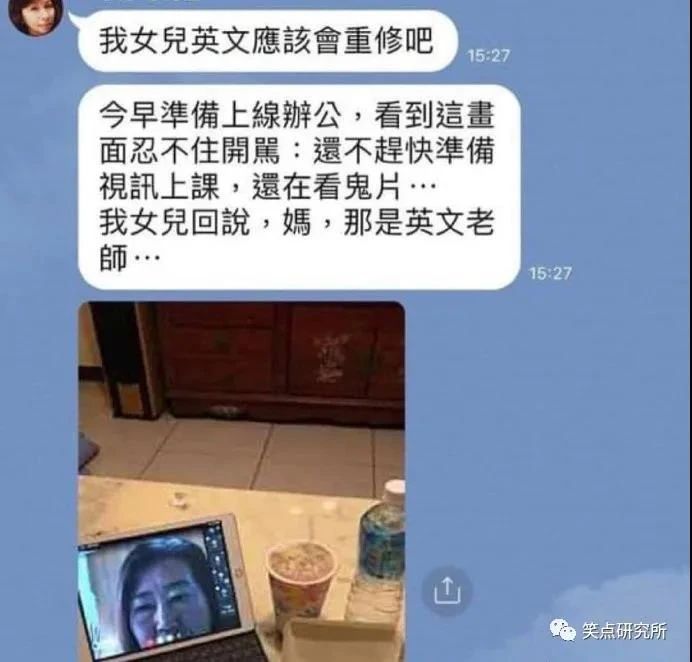 我女兒英文應該會重修吧
15:27
今早準備上線辦公，看到這畫
面忍不住開罵：還不趕快準備
視訊上課，還在看鬼片…
我女兒回說，媽，那是英文老
師…
15:27
笑点研究所